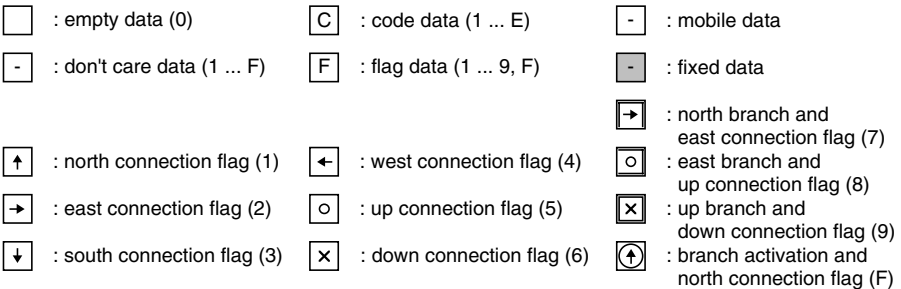 : empty data (0)
C : code data (1 ... E)
- : mobile data
- : don't care data (1 ... F)
F : flag data (1 ... 9, F)
- : fixed data
→ : north branch and
east connection flag (7)
↑ : north connection flag (1)
← : west connection flag (4)
○ : east branch and
up connection flag (8)
→ : east connection flag (2)
○ : up connection flag (5)
× : up branch and
down connection flag (9)
↓ : south connection flag (3)
× : down connection flag (6)
↑ : branch activation and
north connection flag (F)